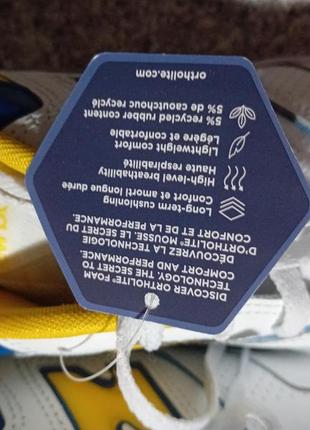 DISCOVER ORTHOLITE® FOAM
TECHNOLOGY. THE SECRET TO
COMFORT AND PERFORMANCE.
DÉCOUVREZ LA TECHNOLOGIE
D'ORTHOLITE® MOUSSE. LE SECRET DU
CONFORT ET DE LA PERFORMANCE.
Long-term cushioning
Confort et amorti longue durée
High-level breathability
Haute respirabilité
Lightweight comfort
Légère et confortable
5% recycled rubber content
5% de caoutchouc recyclé
ortholite.com